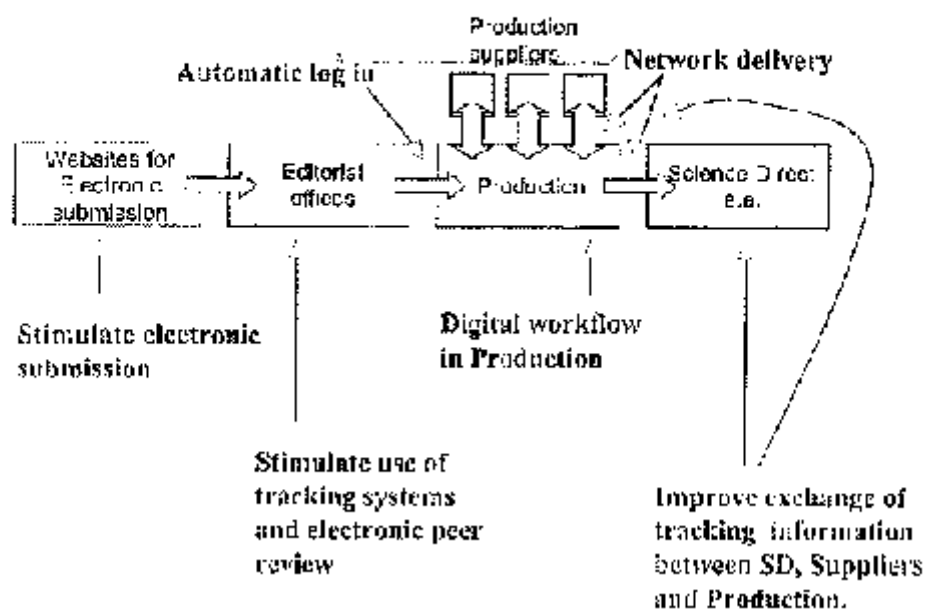 Production
suppliers
Automatic log in
Network delivery
Websites for
Electronic
submission
Editorial
offices
Production
Science Direct
e.a.
Stimulate electronic
submission
Digital workflow
in Production
Stimulate use of
tracking systems
and electronic peer
review
Improve exchange of
tracking information
between SD, Suppliers
and Production.